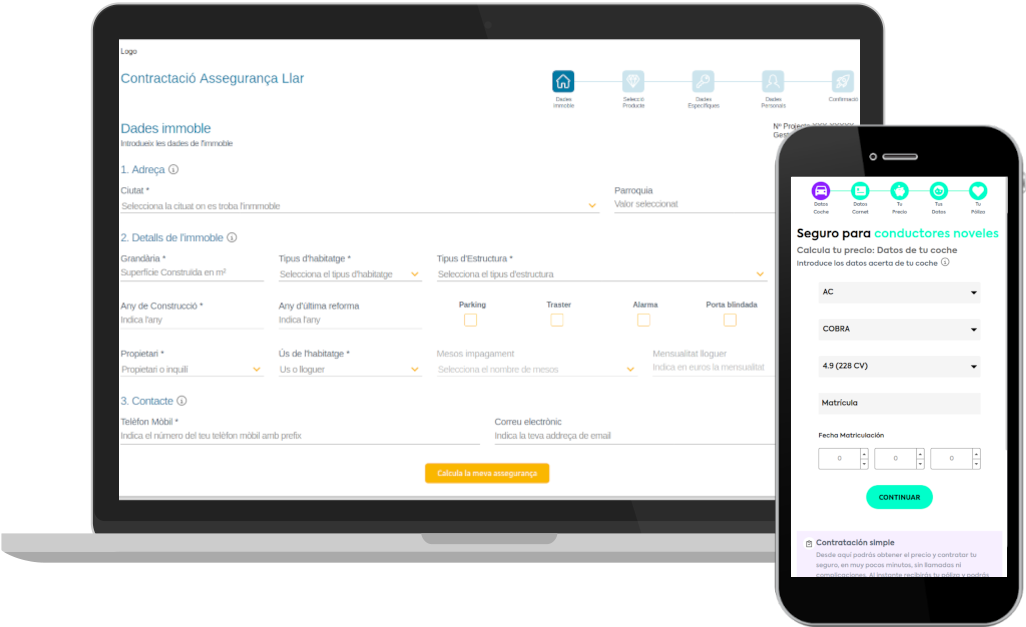 Logo
Contractació Assegurança Llar
Dades immoble
Selecció Producte
Dades Específiques
Dades Personals
Confirmació
Dades immoble
Introdueix les dades de l'immoble
Nº Projecte
1. Adreça
Ciutat *
Parroquia
Selecciona la cituat on es troba l'inmmoble
Valor seleccionat
2. Detalls de l'immoble
Grandària *
Tipus d'habitatge *
Tipus d'Estructura *
Superfície Construïda en m²
Selecciona el tipus d'habitatge
Selecciona el tipus d'estructura
Any de Construcció *
Any d'última reforma
Parking
Traster
Alarma
Porta blindada
Indica l'any
Indica l'any
Propietari *
Ús de l'habitatge *
Mesos impagament
Mensualitat lloguer
Propietari o inquilí
Us o lloguer
Selecciona el nombre de mesos
Indica en euros la mensualitat
3. Contacte
Telèfon Mòbil *
Correu electrònic
Indica el número del teu telèfon mòbil amb prefix
Indica la teva addreça de email
Calcula la meva assegurança
Datos Coche
Datos Carnet
Tu Precio
Tus Datos
Tu Póliza
Seguro para conductores noveles
Calcula tu precio: Datos de tu coche
Introduce los datos acerta de tu coche
AC
COBRA
4.9 (228 CV)
Matrícula
Fecha Matriculación
0
0
0
CONTINUAR
Contratación simple
Desde aquí podrás obtener el precio y contratar tu
seguro, en muy pocos minutos, sin llamadas ni
complicaciones. Al instante recibirás tu póliza y podrás